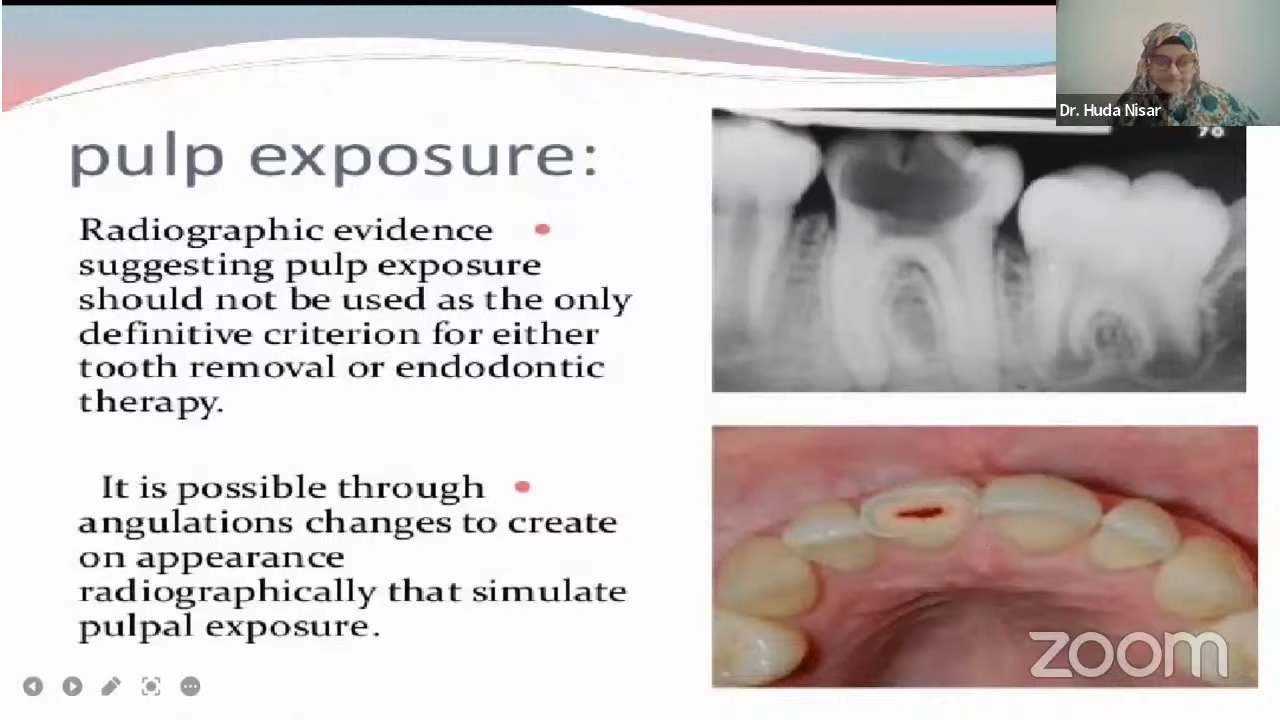 Dr. Huda Nisar
70
pulp exposure:
Radiographic evidence •
suggesting pulp exposure
should not be used as the only
definitive criterion for either
tooth removal or endodontic
therapy.
It is possible through •
angulations changes to create
on appearance
radiographically that simulate
pulpal exposure.
zoom